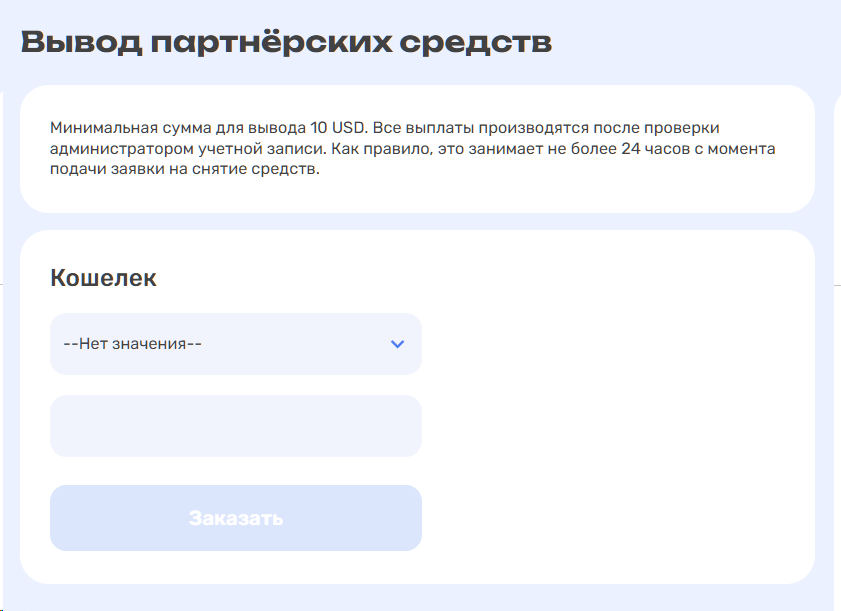 Вывод партнёрских средств
Минимальная сумма для вывода 10 USD. Все выплаты производятся после проверки
администратором учетной записи. Как правило, это занимает не более 24 часов с момента
подачи заявки на снятие средств.
Кошелек
--Нет значения--
Заказать